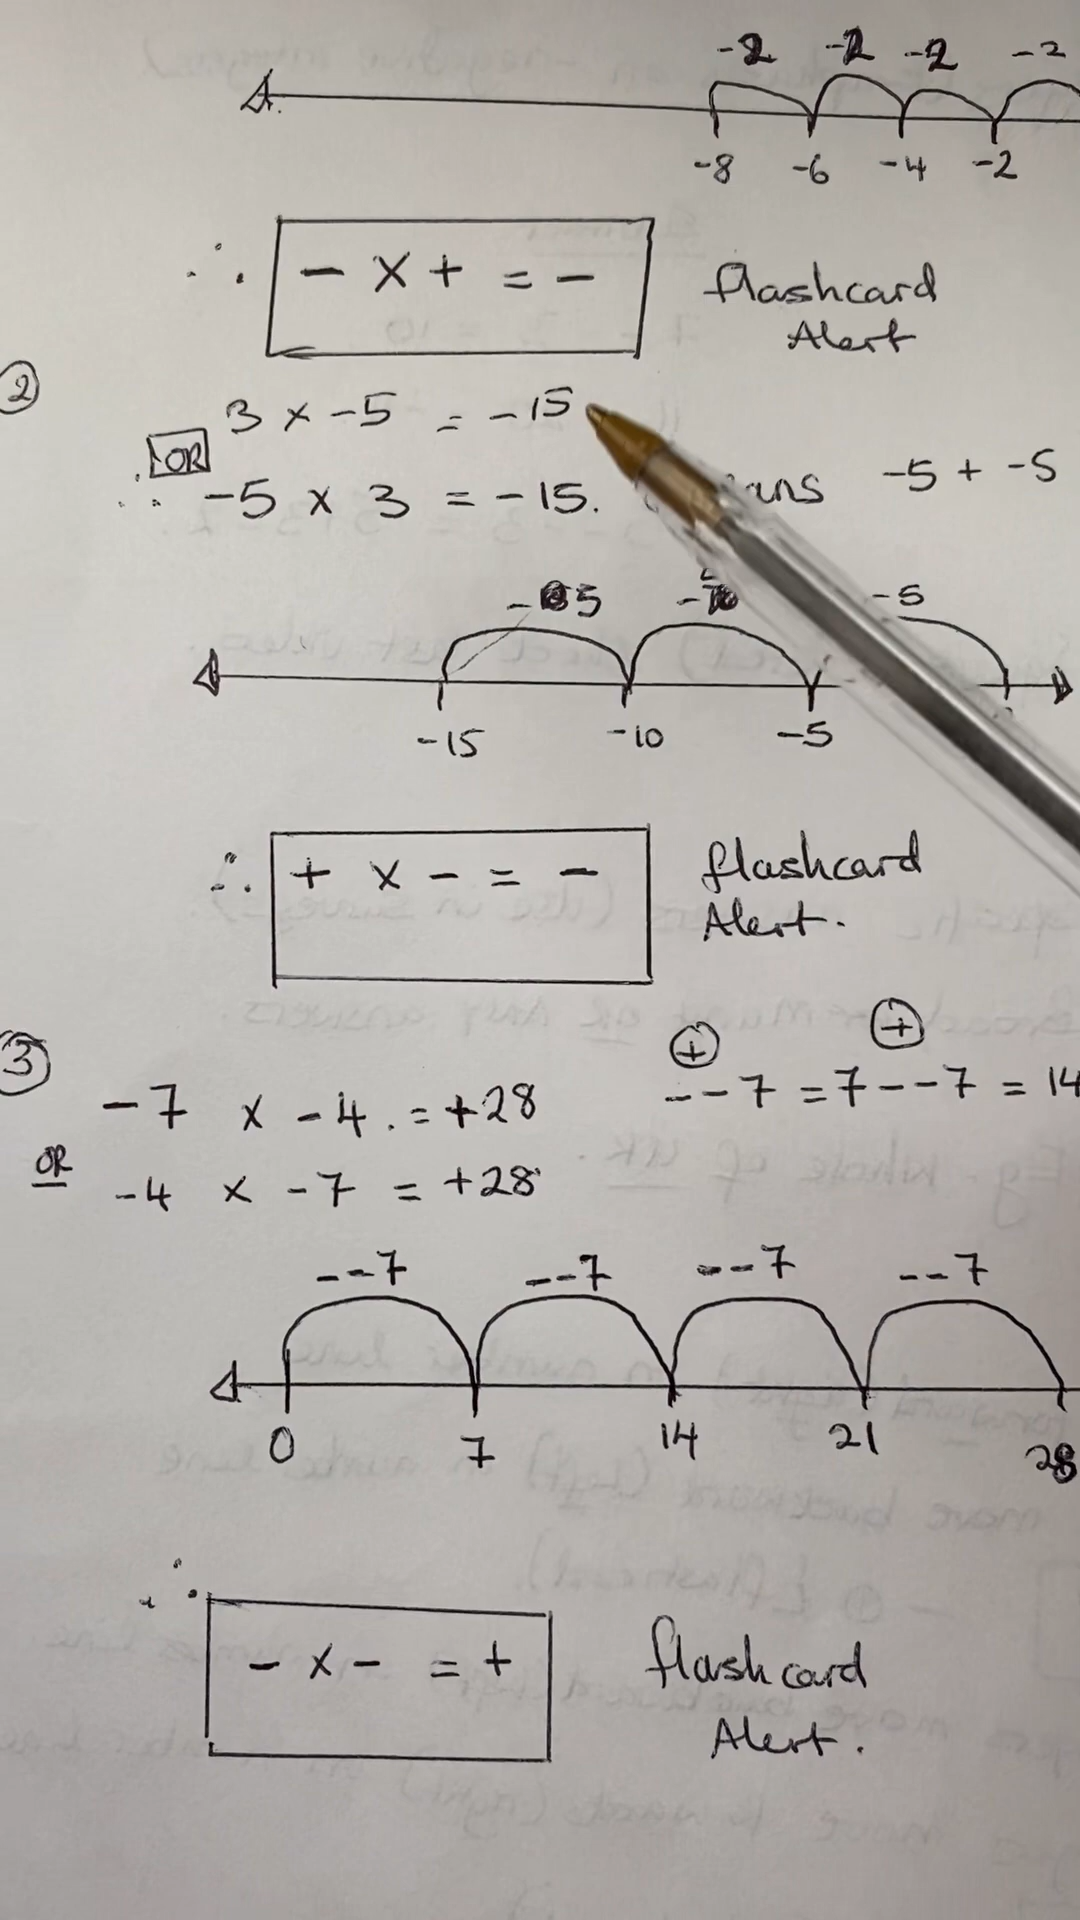 -2 -2 -2 -2
-8 -6 -4 -2
∴ - × + = - flashcard
Alert
② 3 × -5 = -15
OR
∴ -5 × 3 = -15. -5 + -5
-5 -5
-15 -10 -5
∴ + × - = - flashcard
Alert.
+ +
③ -7 × -4 . = +28 --7 = 7--7 = 14
OR -4 × -7 = +28
--7 --7 --7 --7
0 7 14 21 28
∴ - × - = + flashcard
Alert.